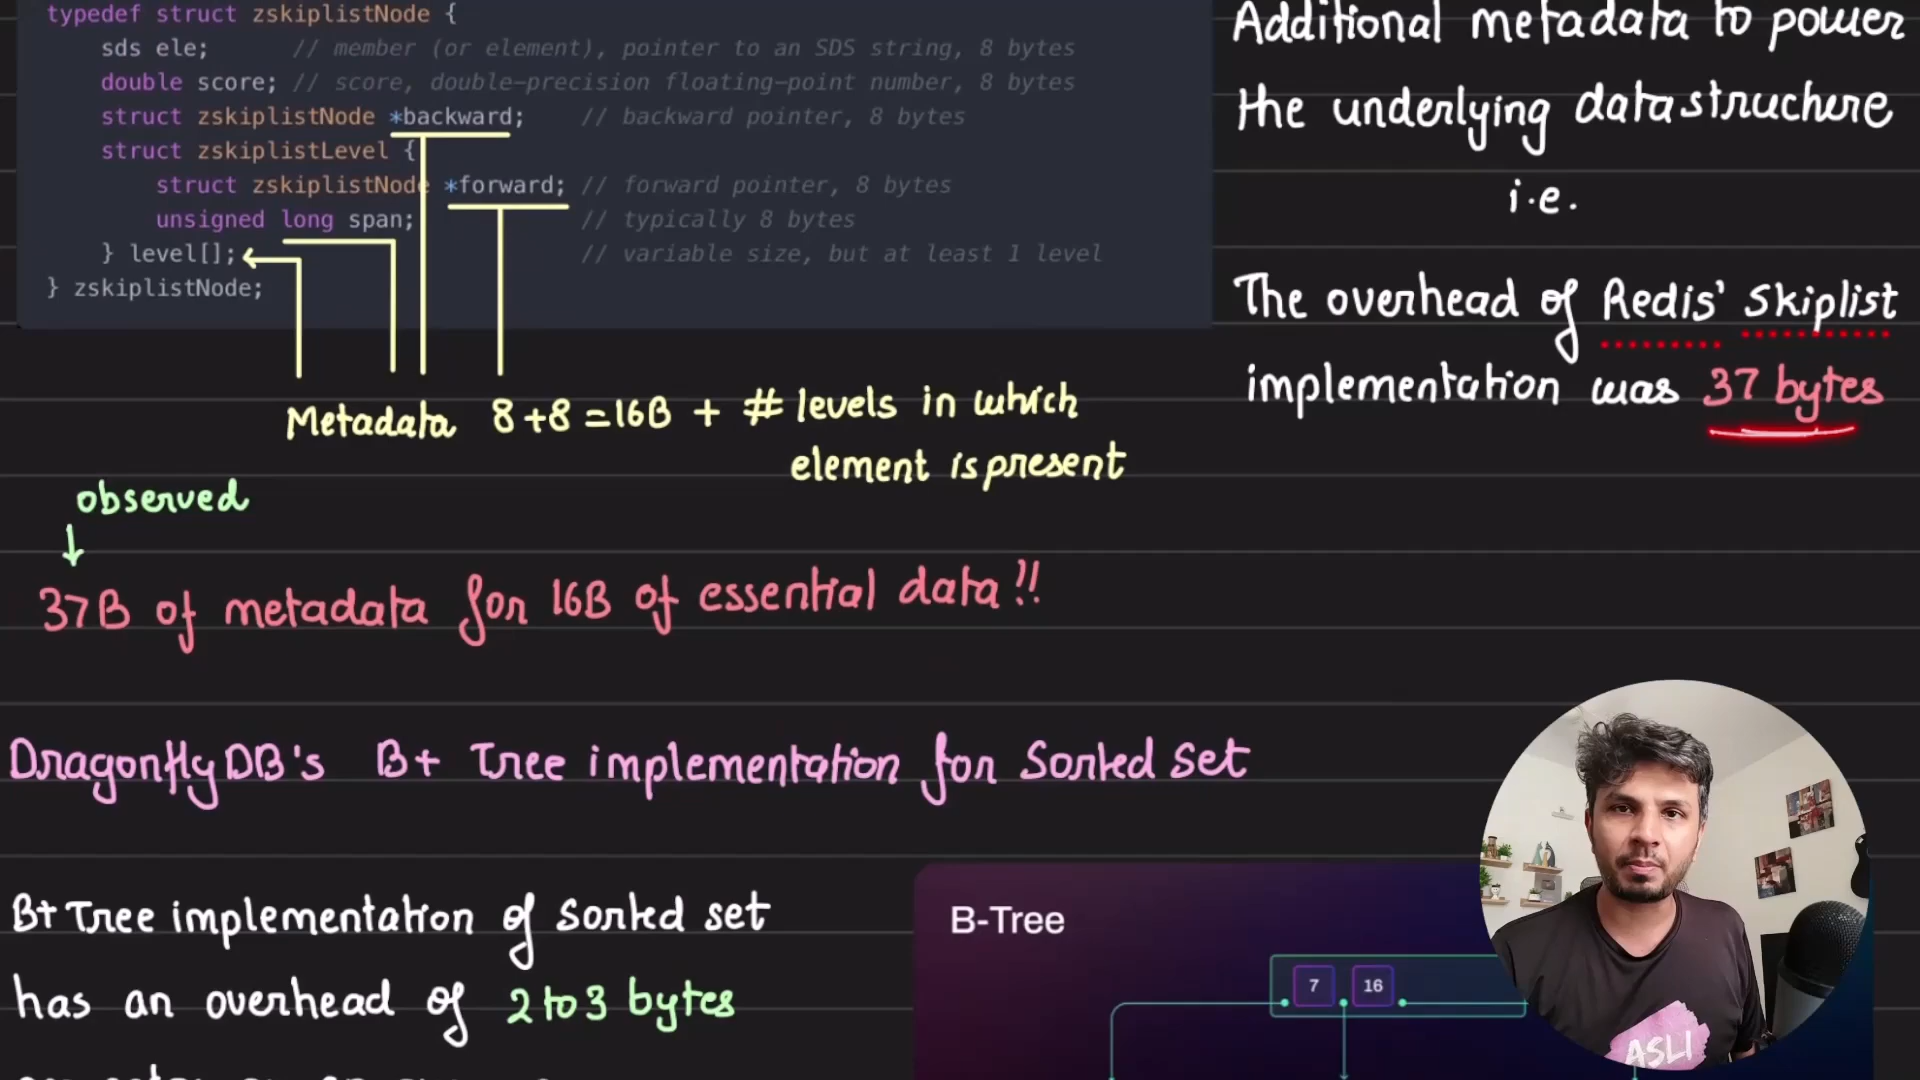 typedef struct zskiplistNode {
    sds ele;      // member (or element), pointer to an SDS string, 8 bytes
    double score; // score, double-precision floating-point number, 8 bytes
    struct zskiplistNode *backward;    // backward pointer, 8 bytes
    struct zskiplistLevel {
        struct zskiplistNode *forward; // forward pointer, 8 bytes
        unsigned long span;            // typically 8 bytes
    } level[];                         // variable size, but at least 1 level
} zskiplistNode;
Additional metadata to power
the underlying datastructure
i.e.
The overhead of Redis' Skiplist
implementation was 37 bytes
Metadata 8+8=16B + # levels in which
element is present
observed
37B of metadata for 16B of essential data!!
DragonflyDB's B+ Tree implementation for Sorted Set
B+ Tree implementation of sorted set
has an overhead of 2 to 3 bytes
B-Tree
7 16
ASLI